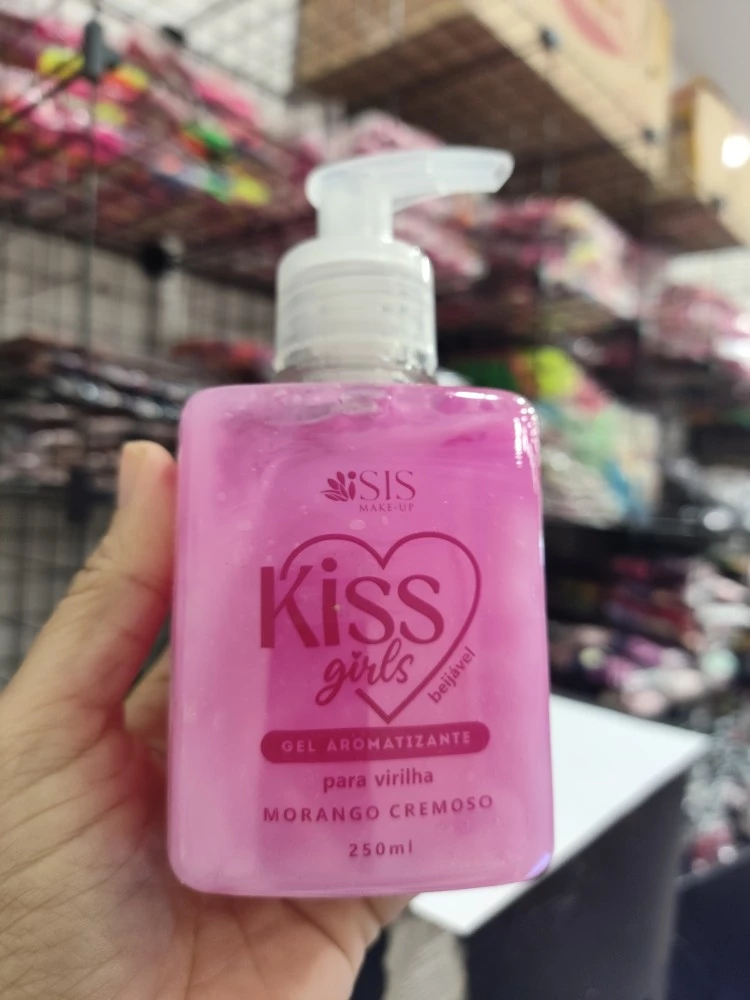 iSIS
MAKE-UP
Kiss
girls
beijável
GEL AROMATIZANTE
para virilha
MORANGO CREMOSO
250ml